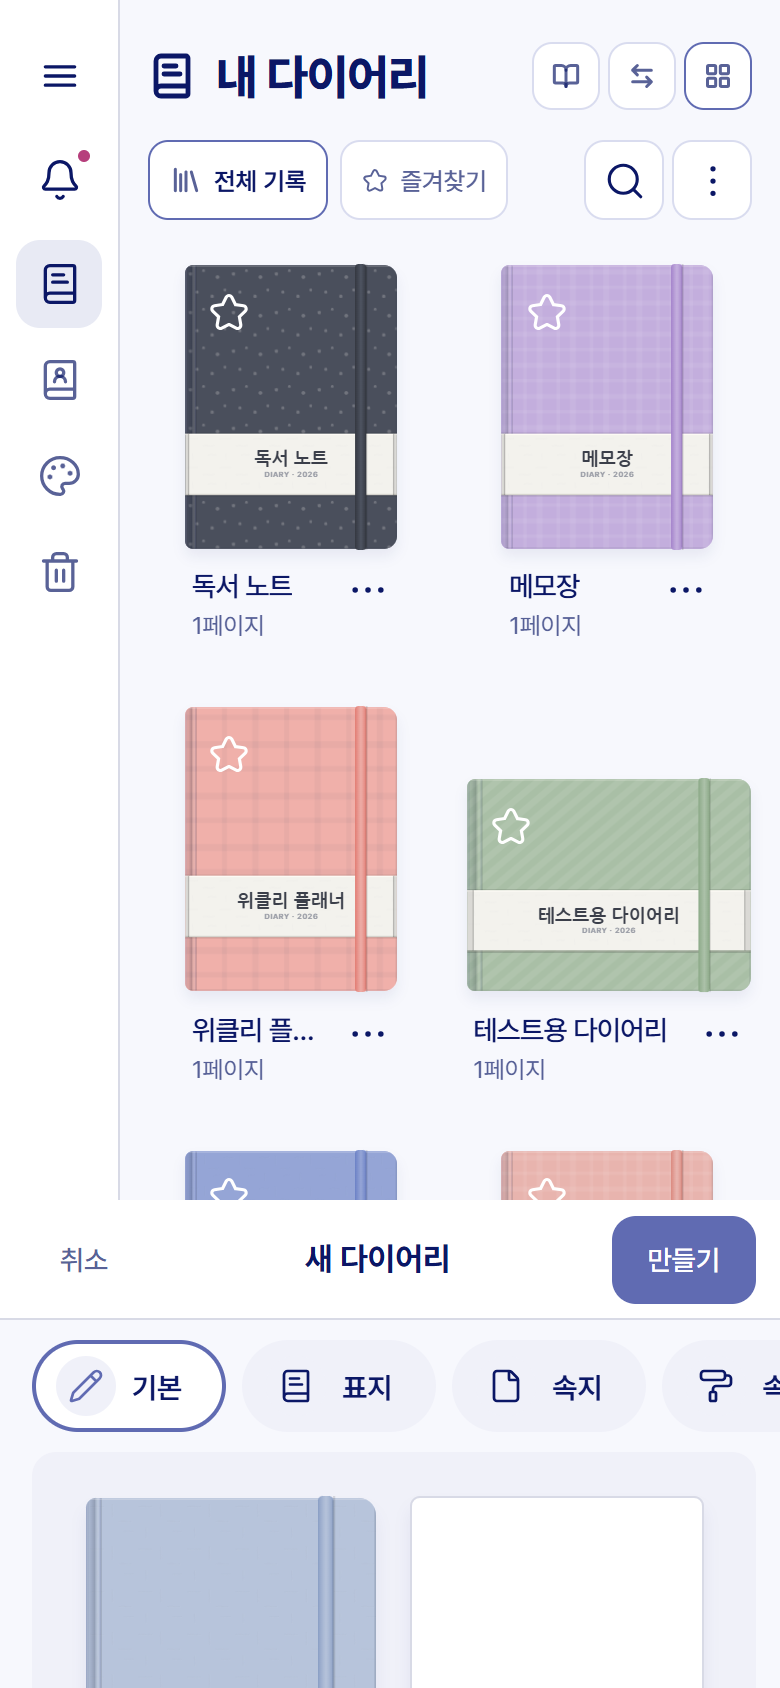 내 다이어리
전체 기록
즐겨찾기
독서 노트
DIARY · 2026
메모장
DIARY · 2026
독서 노트
1페이지
메모장
1페이지
위클리 플래너
DIARY · 2026
테스트용 다이어리
DIARY · 2026
위클리 플...
1페이지
테스트용 다이어리
1페이지
취소
새 다이어리
만들기
기본
표지
속지